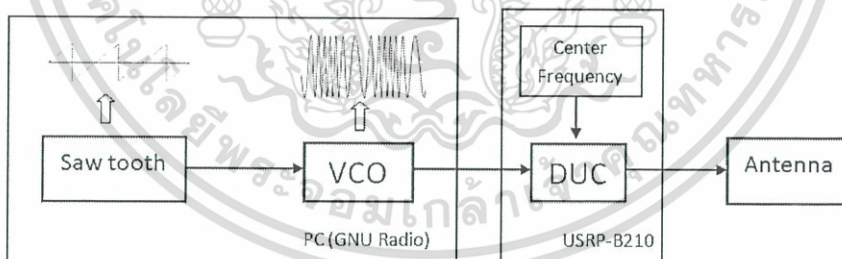 Center
Frequency
Saw tooth
VCO
DUC
Antenna
PC (GNU Radio)
USRP-B210